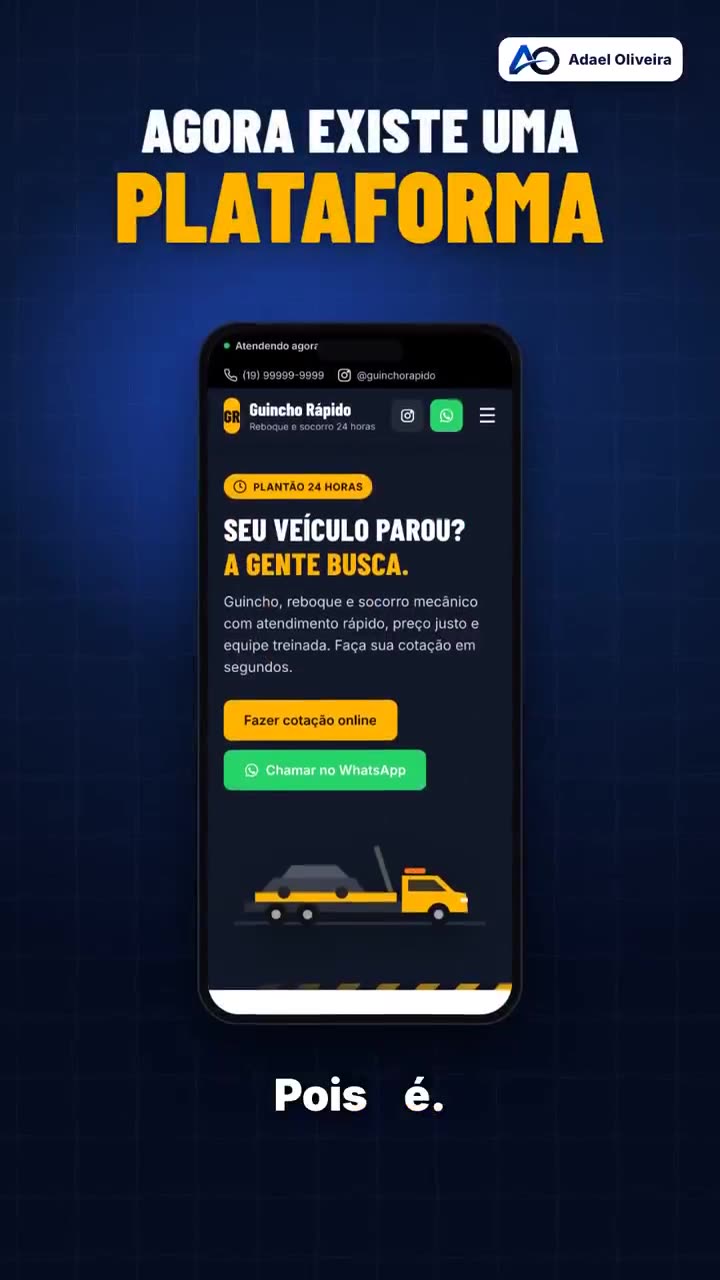 AO Adael Oliveira
AGORA EXISTE UMA
PLATAFORMA
Atendendo agora
(19) 99999-9999 @guinchorapido
GR Guincho Rápido
Reboque e socorro 24 horas
PLANTÃO 24 HORAS
SEU VEÍCULO PAROU?
A GENTE BUSCA.
Guincho, reboque e socorro mecânico
com atendimento rápido, preço justo e
equipe treinada. Faça sua cotação em
segundos.
Fazer cotação online
Chamar no WhatsApp
Pois é.